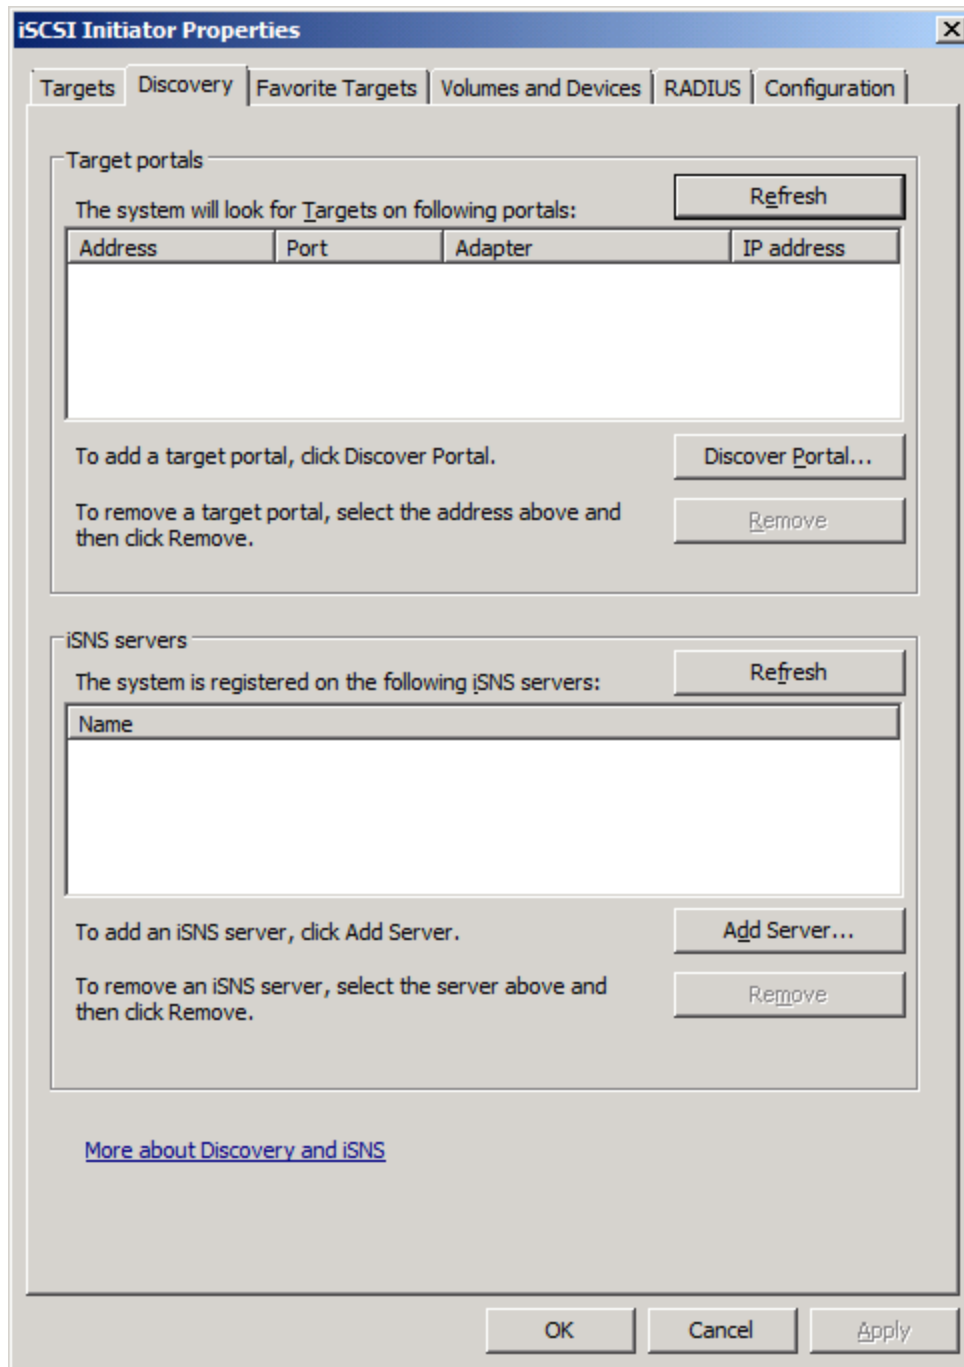 iSCSI Initiator Properties
Targets Discovery Favorite Targets Volumes and Devices RADIUS Configuration
Target portals
Refresh
The system will look for Targets on following portals:
Address Port Adapter IP address
To add a target portal, click Discover Portal.
Discover Portal...
To remove a target portal, select the address above and
then click Remove.
Remove
iSNS servers
Refresh
The system is registered on the following iSNS servers:
Name
To add an iSNS server, click Add Server.
Add Server...
To remove an iSNS server, select the server above and
then click Remove.
Remove
More about Discovery and iSNS
OK Cancel Apply